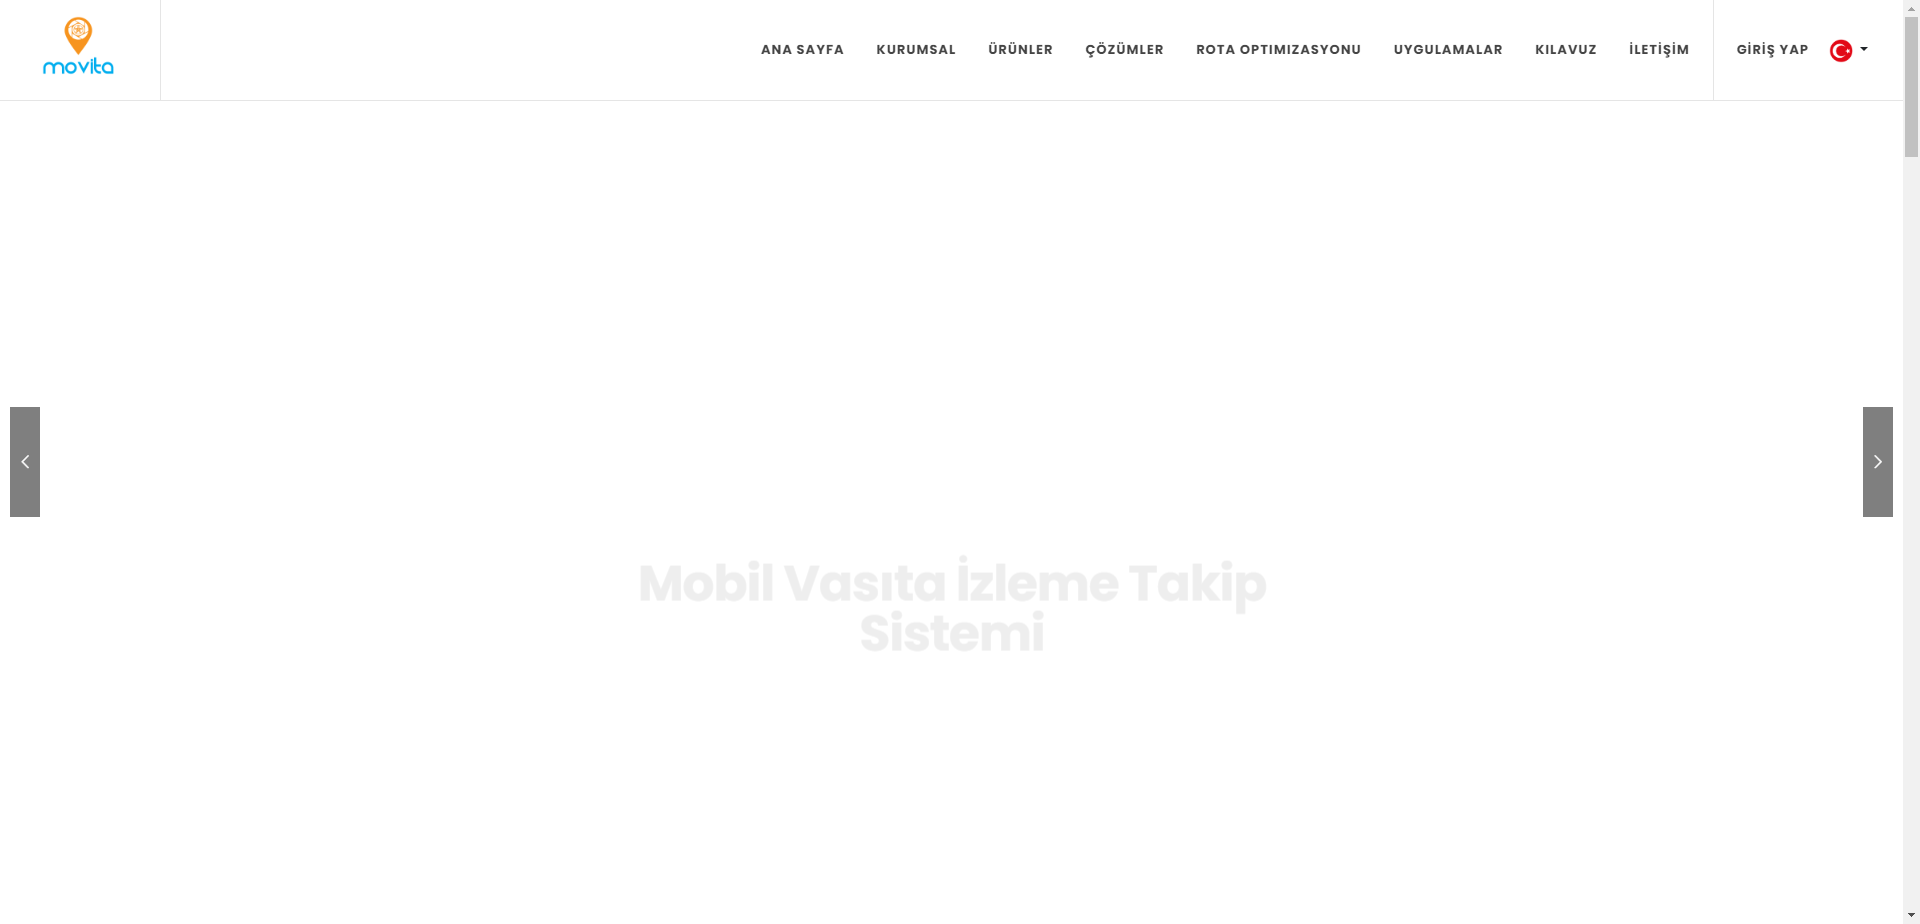 movita
ANA SAYFA
KURUMSAL
ÜRÜNLER
ÇÖZÜMLER
ROTA OPTIMIZASYONU
UYGULAMALAR
KILAVUZ
İLETİŞİM
GİRİŞ YAP
Mobil Vasıta İzleme Takip
Sistemi